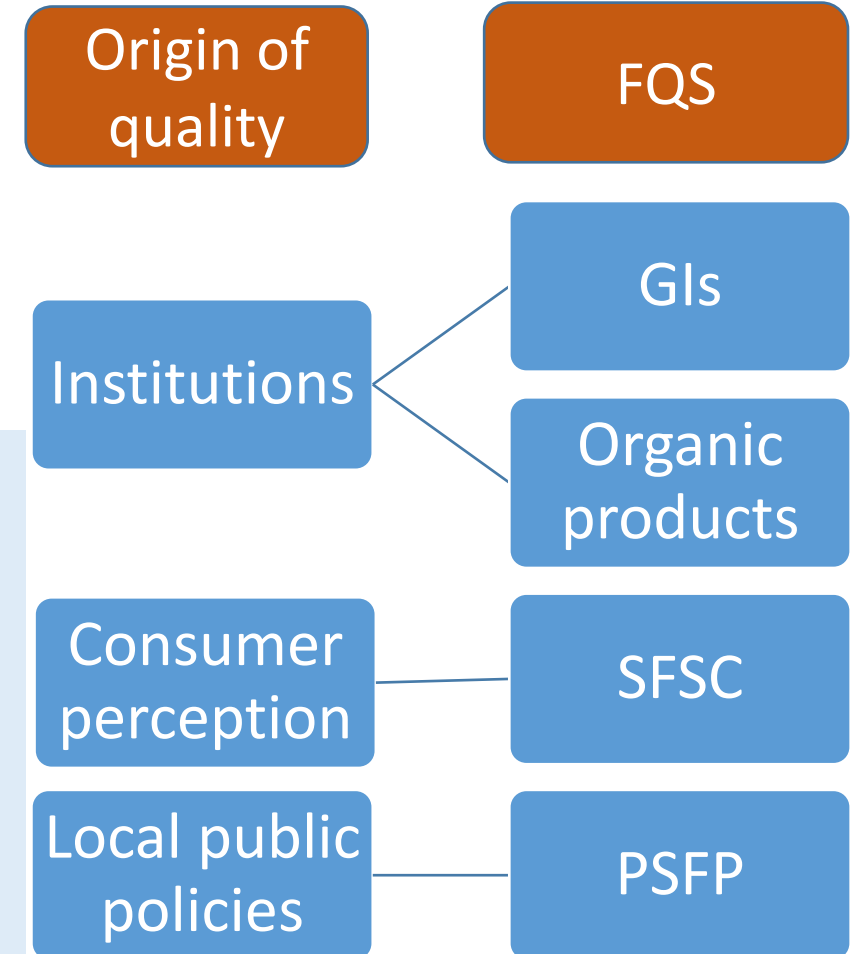 Origin of
quality
FQS
Institutions
GIs
Organic
products
Consumer
perception
SFSC
Local public
policies
PSFP